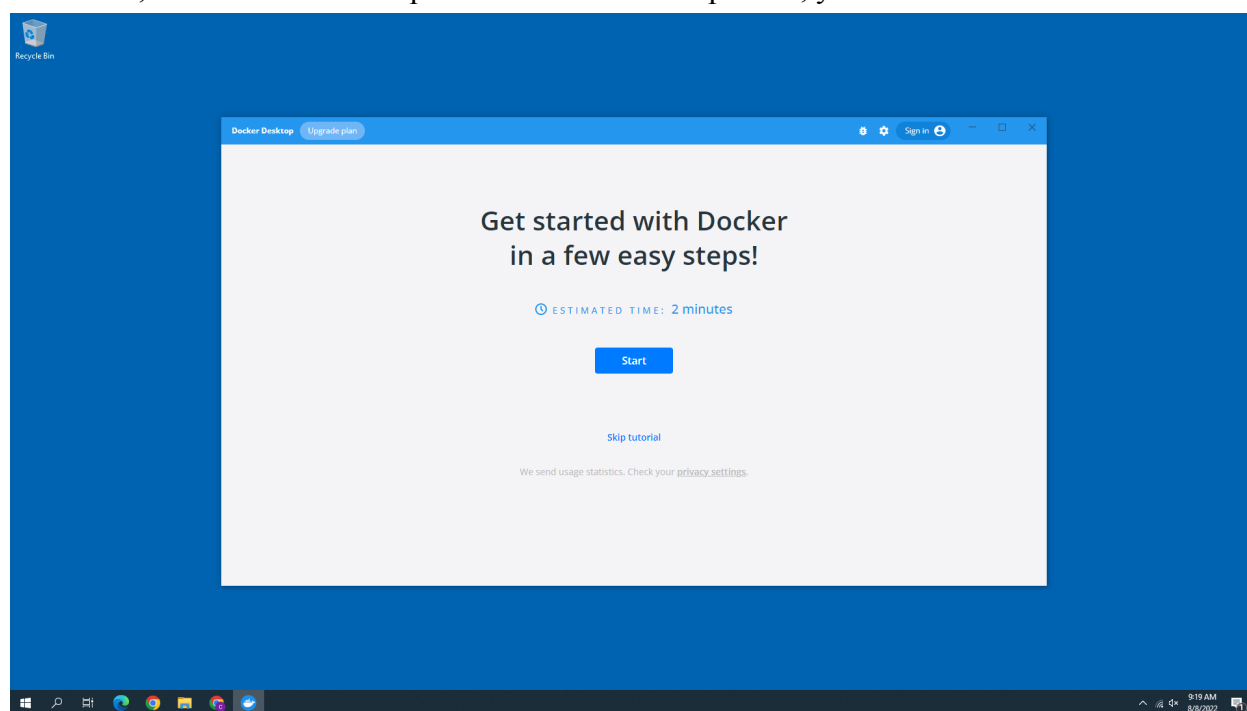 Recycle Bin
Docker Desktop Upgrade plan Sign in
Get started with Docker
in a few easy steps!
ESTIMATED TIME: 2 minutes
Start
Skip tutorial
We send usage statistics. Check your privacy settings.
9:19 AM
8/8/2022